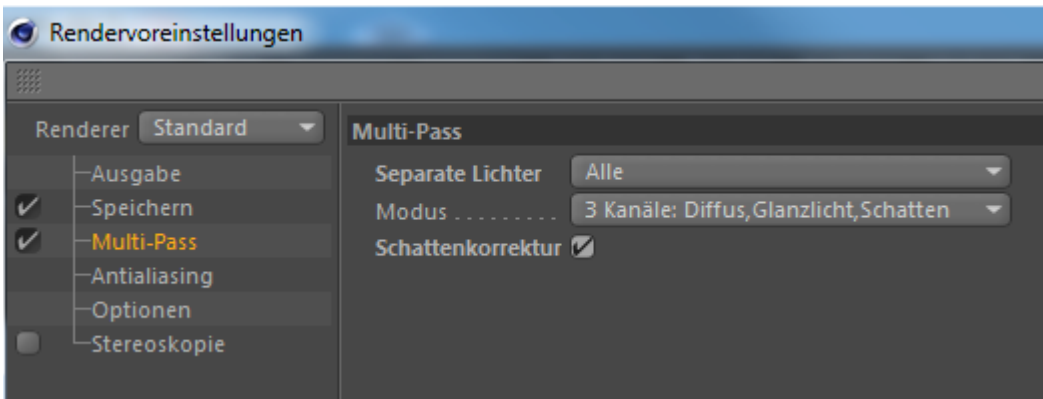 Rendervoreinstellungen
Renderer Standard
Ausgabe
Speichern
Multi-Pass
Antialiasing
Optionen
Stereoskopie
Multi-Pass
Separate Lichter Alle
Modus . . . . . . . . . 3 Kanäle: Diffus,Glanzlicht,Schatten
Schattenkorrektur